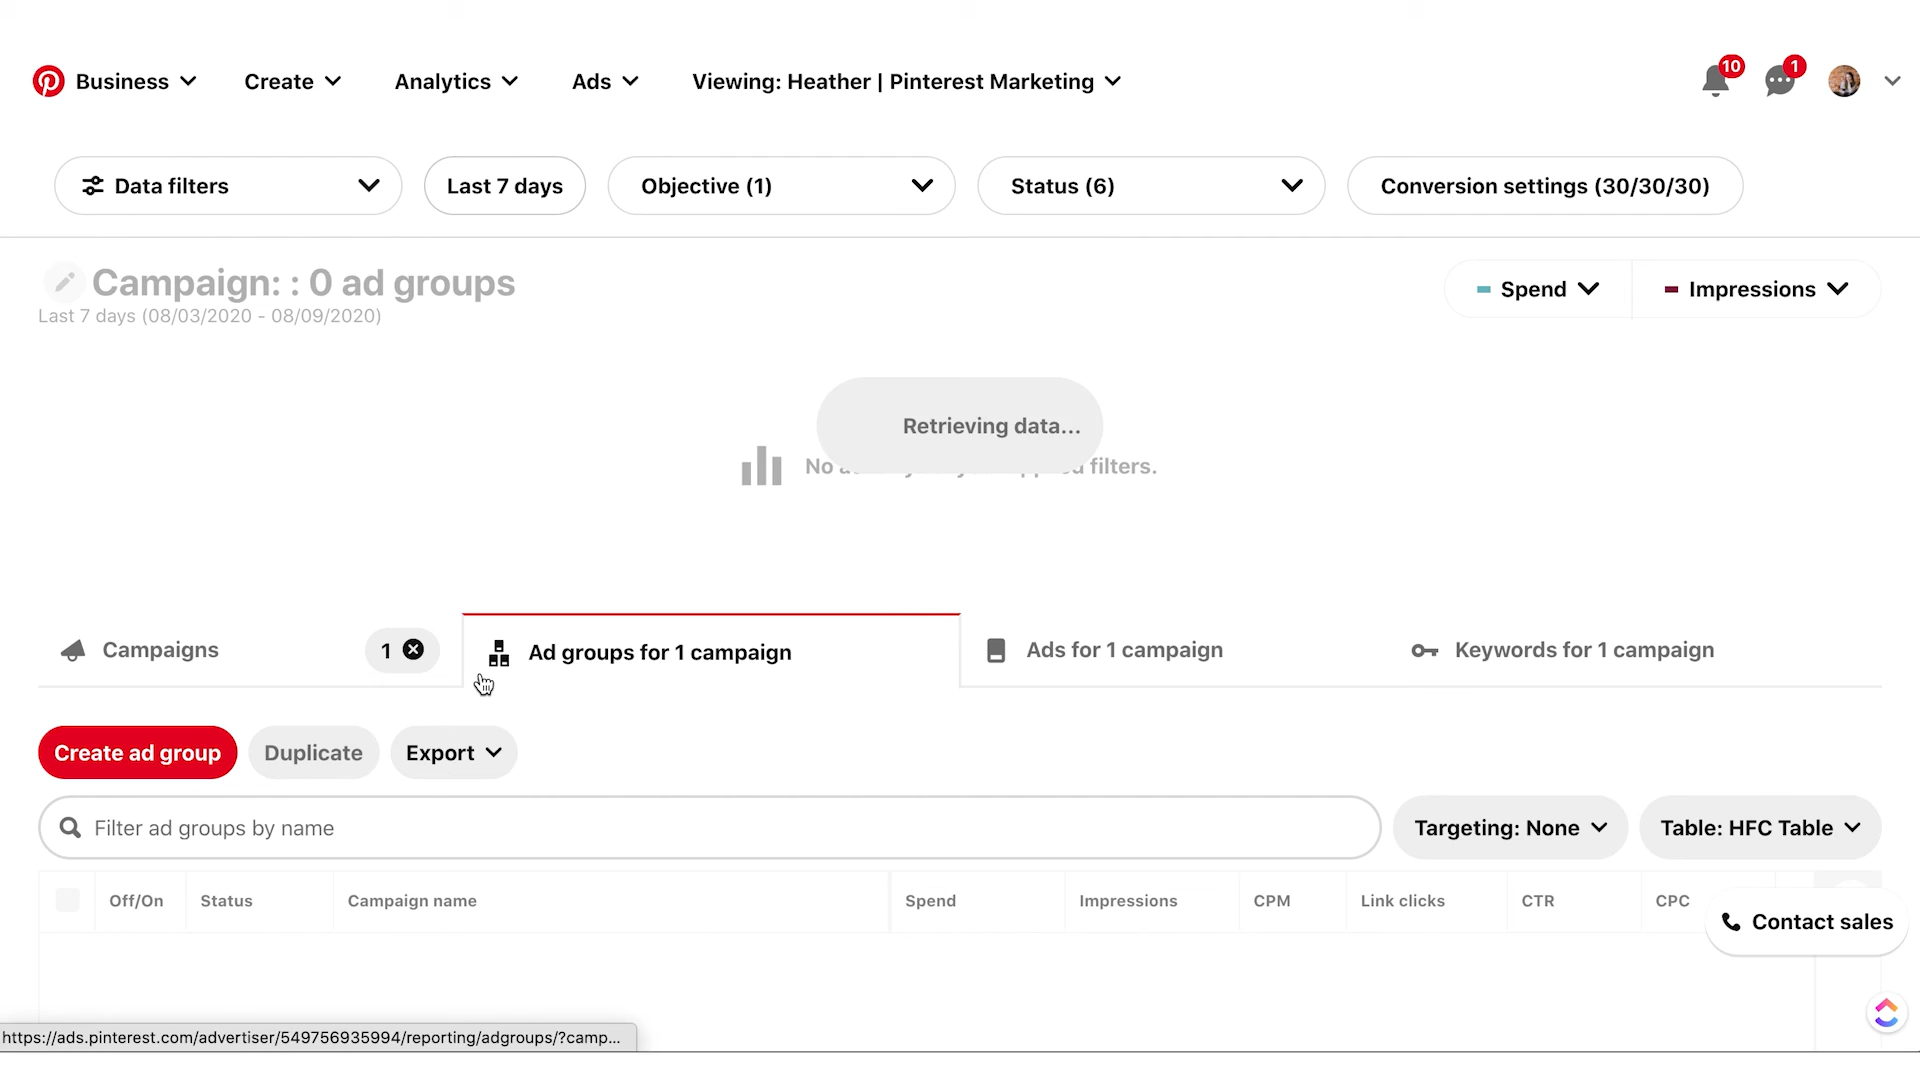 Business Create Analytics Ads Viewing: Heather | Pinterest Marketing 10 1
Data filters Last 7 days Objective (1) Status (6) Conversion settings (30/30/30)
Campaign: : 0 ad groups
Last 7 days (08/03/2020 - 08/09/2020)
Spend Impressions
Retrieving data...
No filters.
Campaigns 1 Ad groups for 1 campaign Ads for 1 campaign Keywords for 1 campaign
Create ad group Duplicate Export
Filter ad groups by name Targeting: None Table: HFC Table
Off/On Status Campaign name Spend Impressions CPM Link clicks CTR CPC
Contact sales
https://ads.pinterest.com/advertiser/549756935994/reporting/adgroups/?camp...